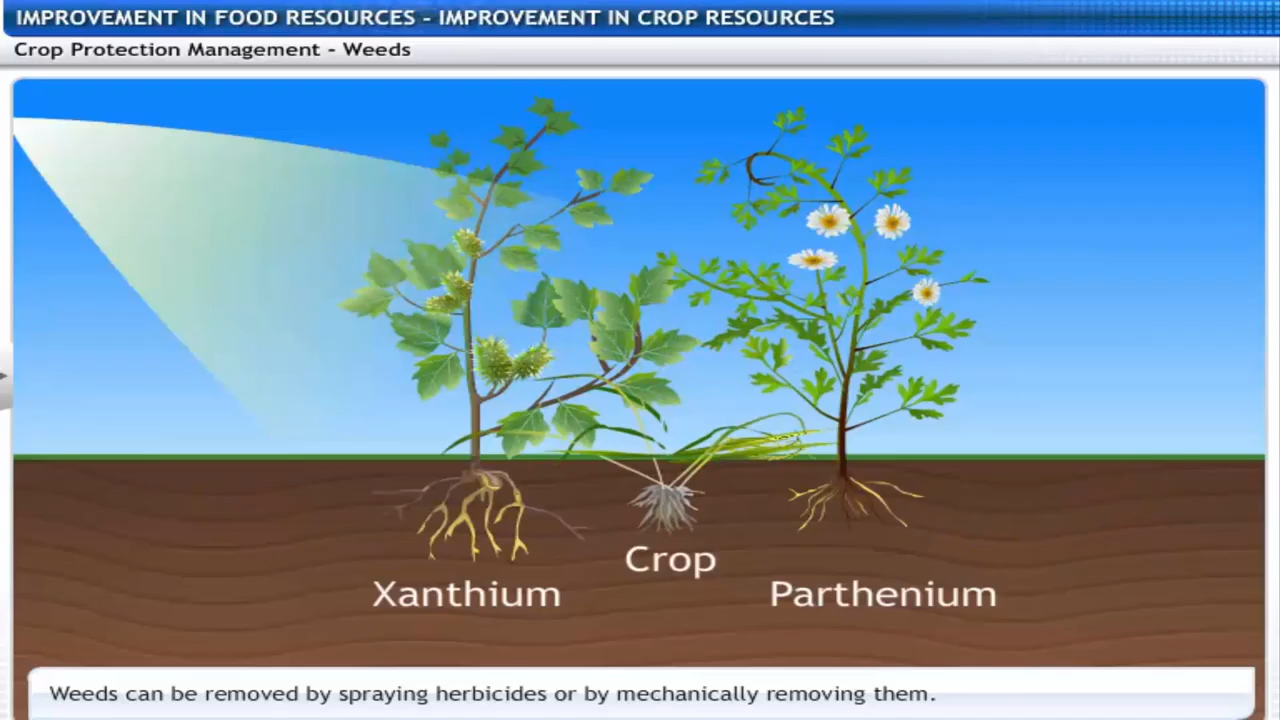 IMPROVEMENT IN FOOD RESOURCES - IMPROVEMENT IN CROP RESOURCES
Crop Protection Management - Weeds
Crop
Xanthium
Parthenium
Weeds can be removed by spraying herbicides or by mechanically removing them.